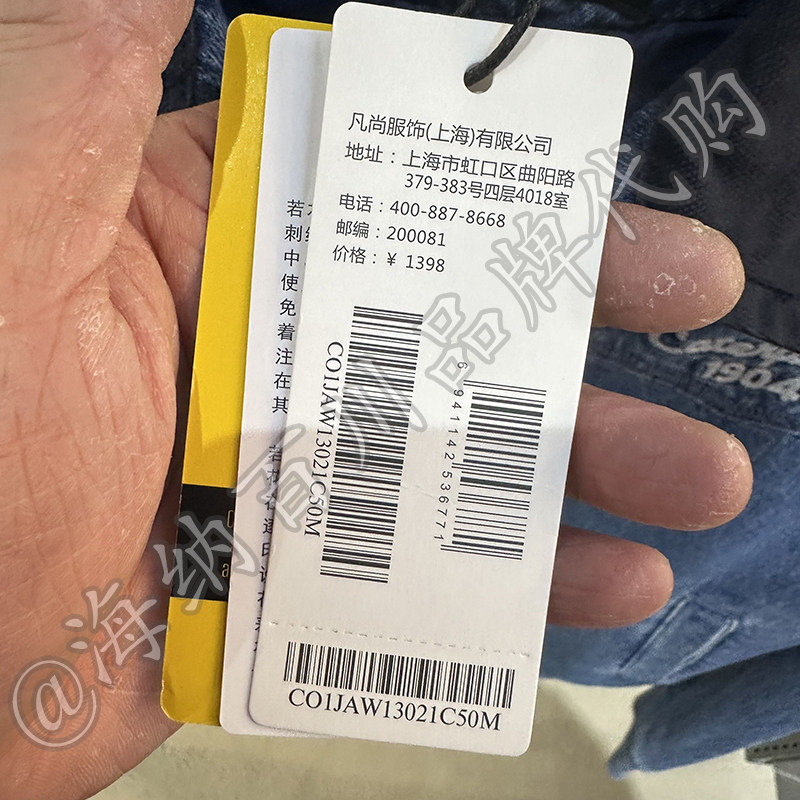 凡尚服饰(上海)有限公司
地址：上海市虹口区曲阳路
379-383号四层4018室
电话：400-887-8668
邮编：200081
价格：￥1398
CO1JAW13021C50M
6 941142 536771
CO1JAW13021C50M
若
刺
中
使
免
着
注
在
其
1904
@海纳百川品牌代购